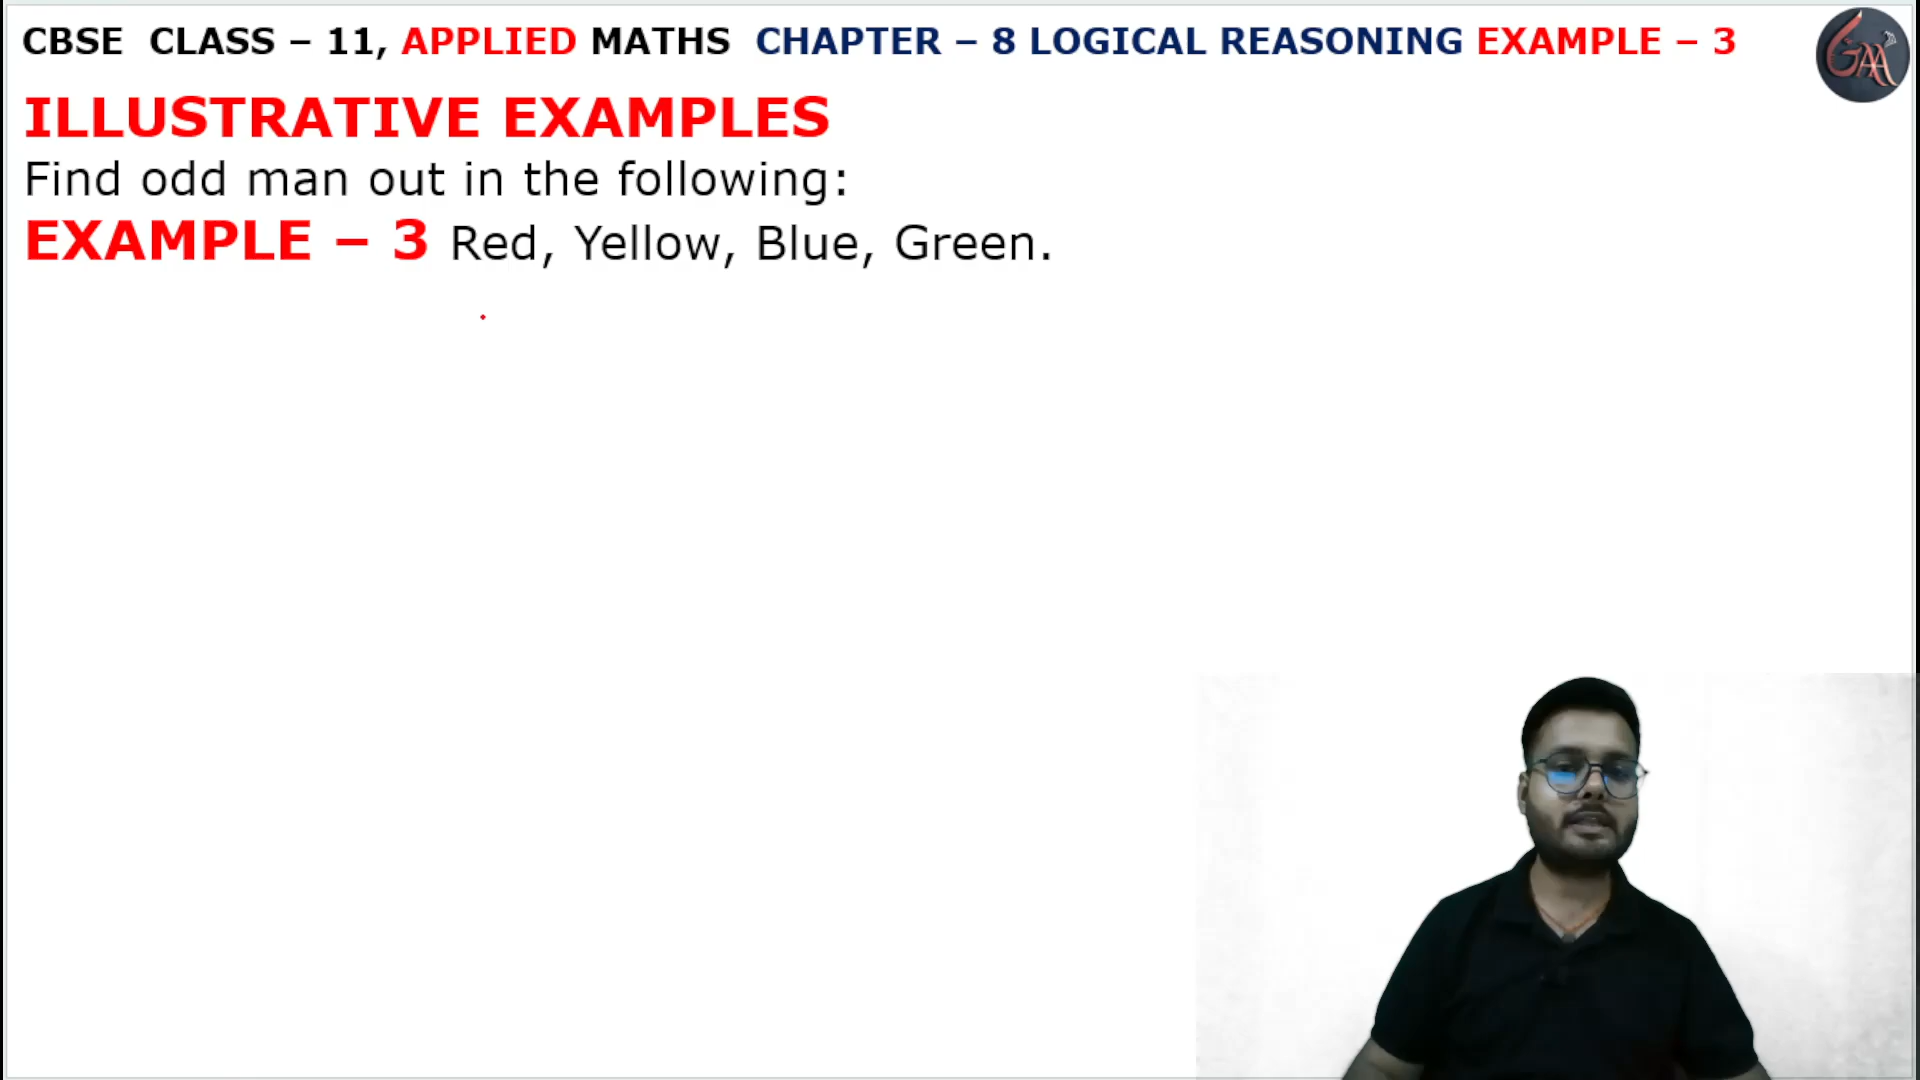 CBSE CLASS – 11, APPLIED MATHS CHAPTER – 8 LOGICAL REASONING EXAMPLE – 3
ILLUSTRATIVE EXAMPLES
Find odd man out in the following:
EXAMPLE – 3 Red, Yellow, Blue, Green.